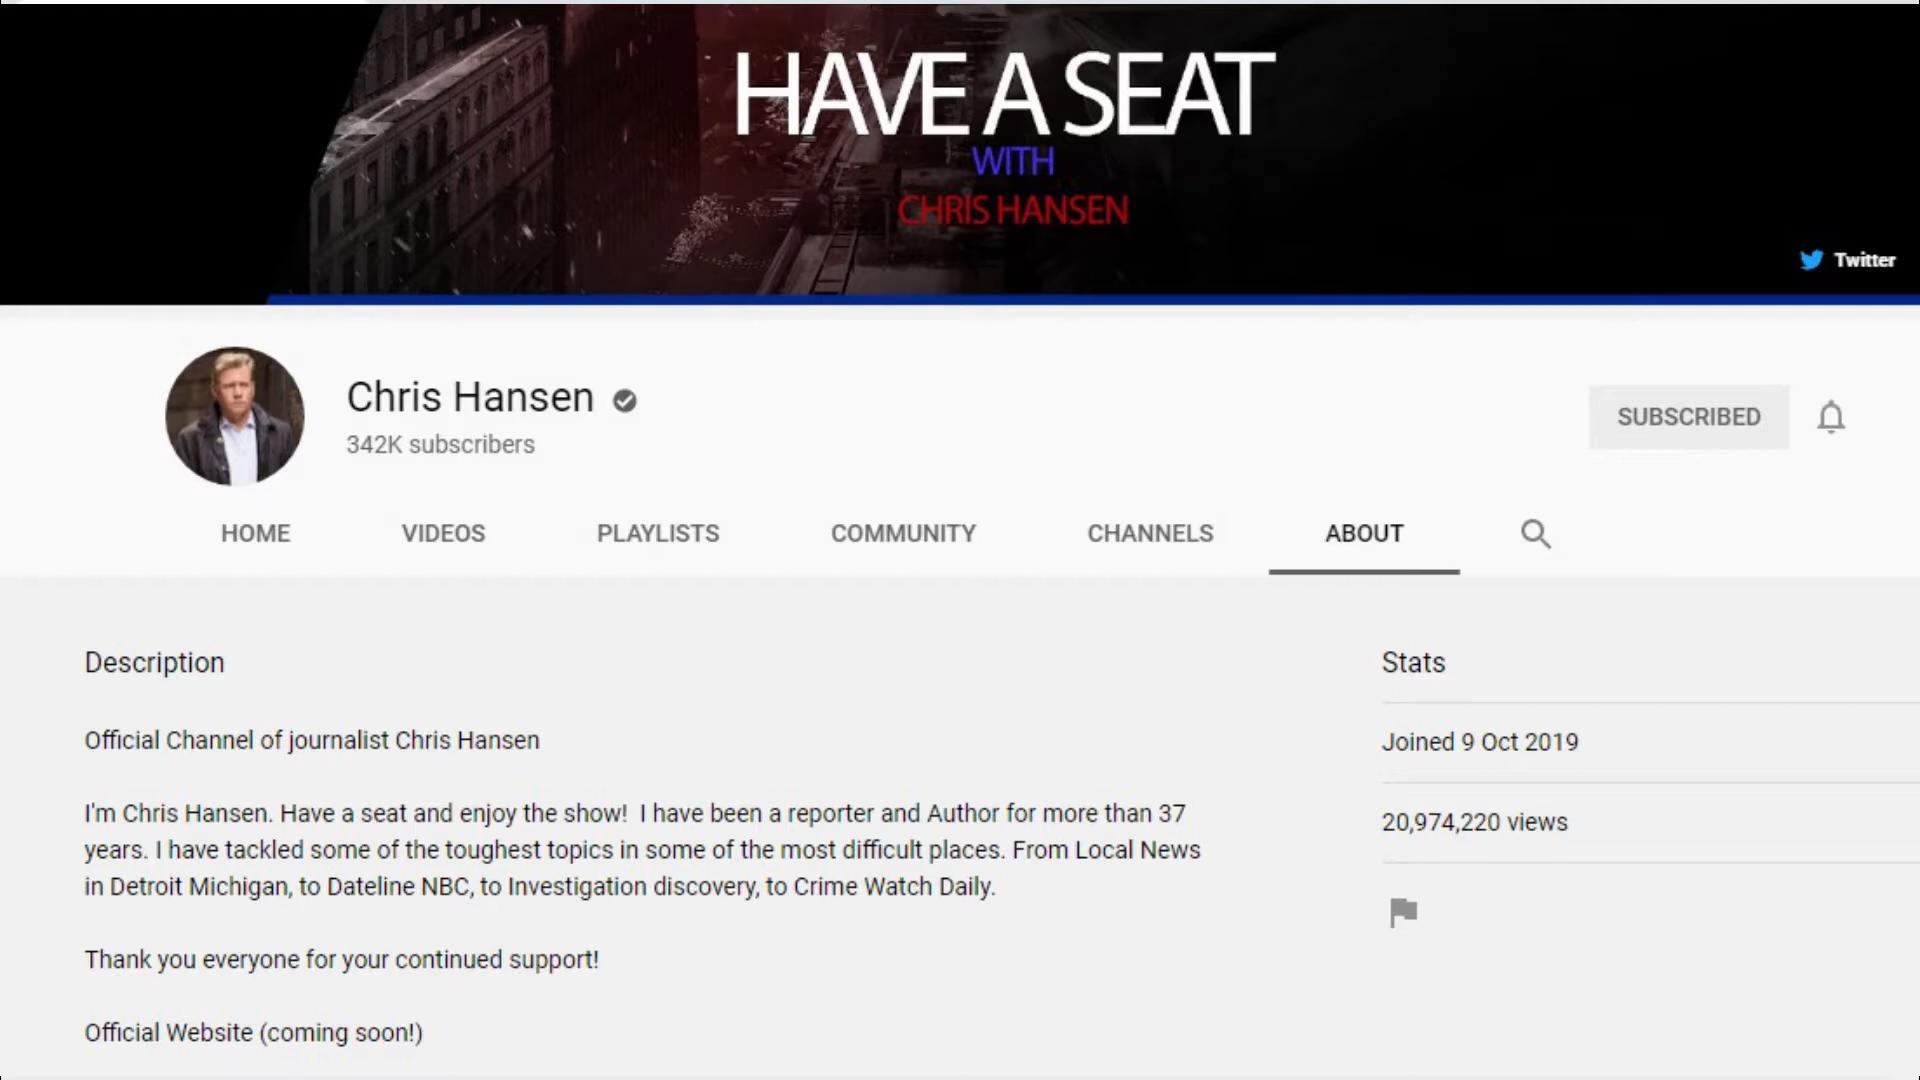 HAVE A SEAT
WITH
CHRIS HANSEN
Twitter
Chris Hansen
342K subscribers
SUBSCRIBED
HOME VIDEOS PLAYLISTS COMMUNITY CHANNELS ABOUT
Description
Official Channel of journalist Chris Hansen
I'm Chris Hansen. Have a seat and enjoy the show!  I have been a reporter and Author for more than 37
years. I have tackled some of the toughest topics in some of the most difficult places. From Local News
in Detroit Michigan, to Dateline NBC, to Investigation discovery, to Crime Watch Daily.
Thank you everyone for your continued support!
Official Website (coming soon!)
Stats
Joined 9 Oct 2019
20,974,220 views